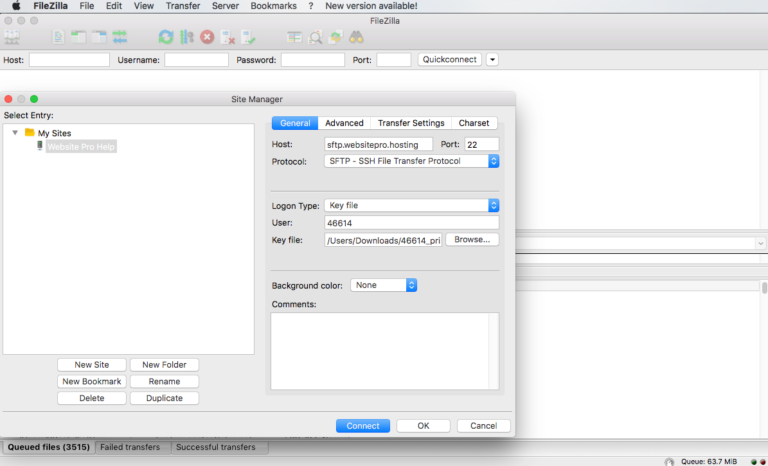 FileZilla File Edit View Transfer Server Bookmarks ? New version available!
FileZilla
Host: Username: Password: Port: Quickconnect
Site Manager
Select Entry:
My Sites
Website Pro Help
New Site New Folder
New Bookmark Rename
Delete Duplicate
General Advanced Transfer Settings Charset
Host: sftp.websitepro.hosting Port: 22
Protocol: SFTP - SSH File Transfer Protocol
Logon Type: Key file
User: 46614
Key file: /Users/Downloads/46614_pri Browse...
Background color: None
Comments:
Connect OK Cancel
Queued files (3515) Failed transfers Successful transfers
Queue: 63.7 MiB